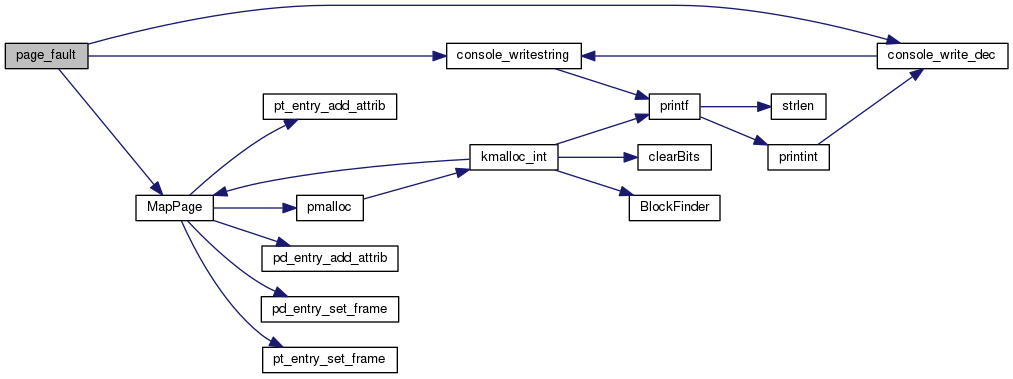 page_fault
console_writestring
console_write_dec
pt_entry_add_attrib
printf
strlen
kmalloc_int
clearBits
printint
MapPage
pmalloc
BlockFinder
pd_entry_add_attrib
pd_entry_set_frame
pt_entry_set_frame